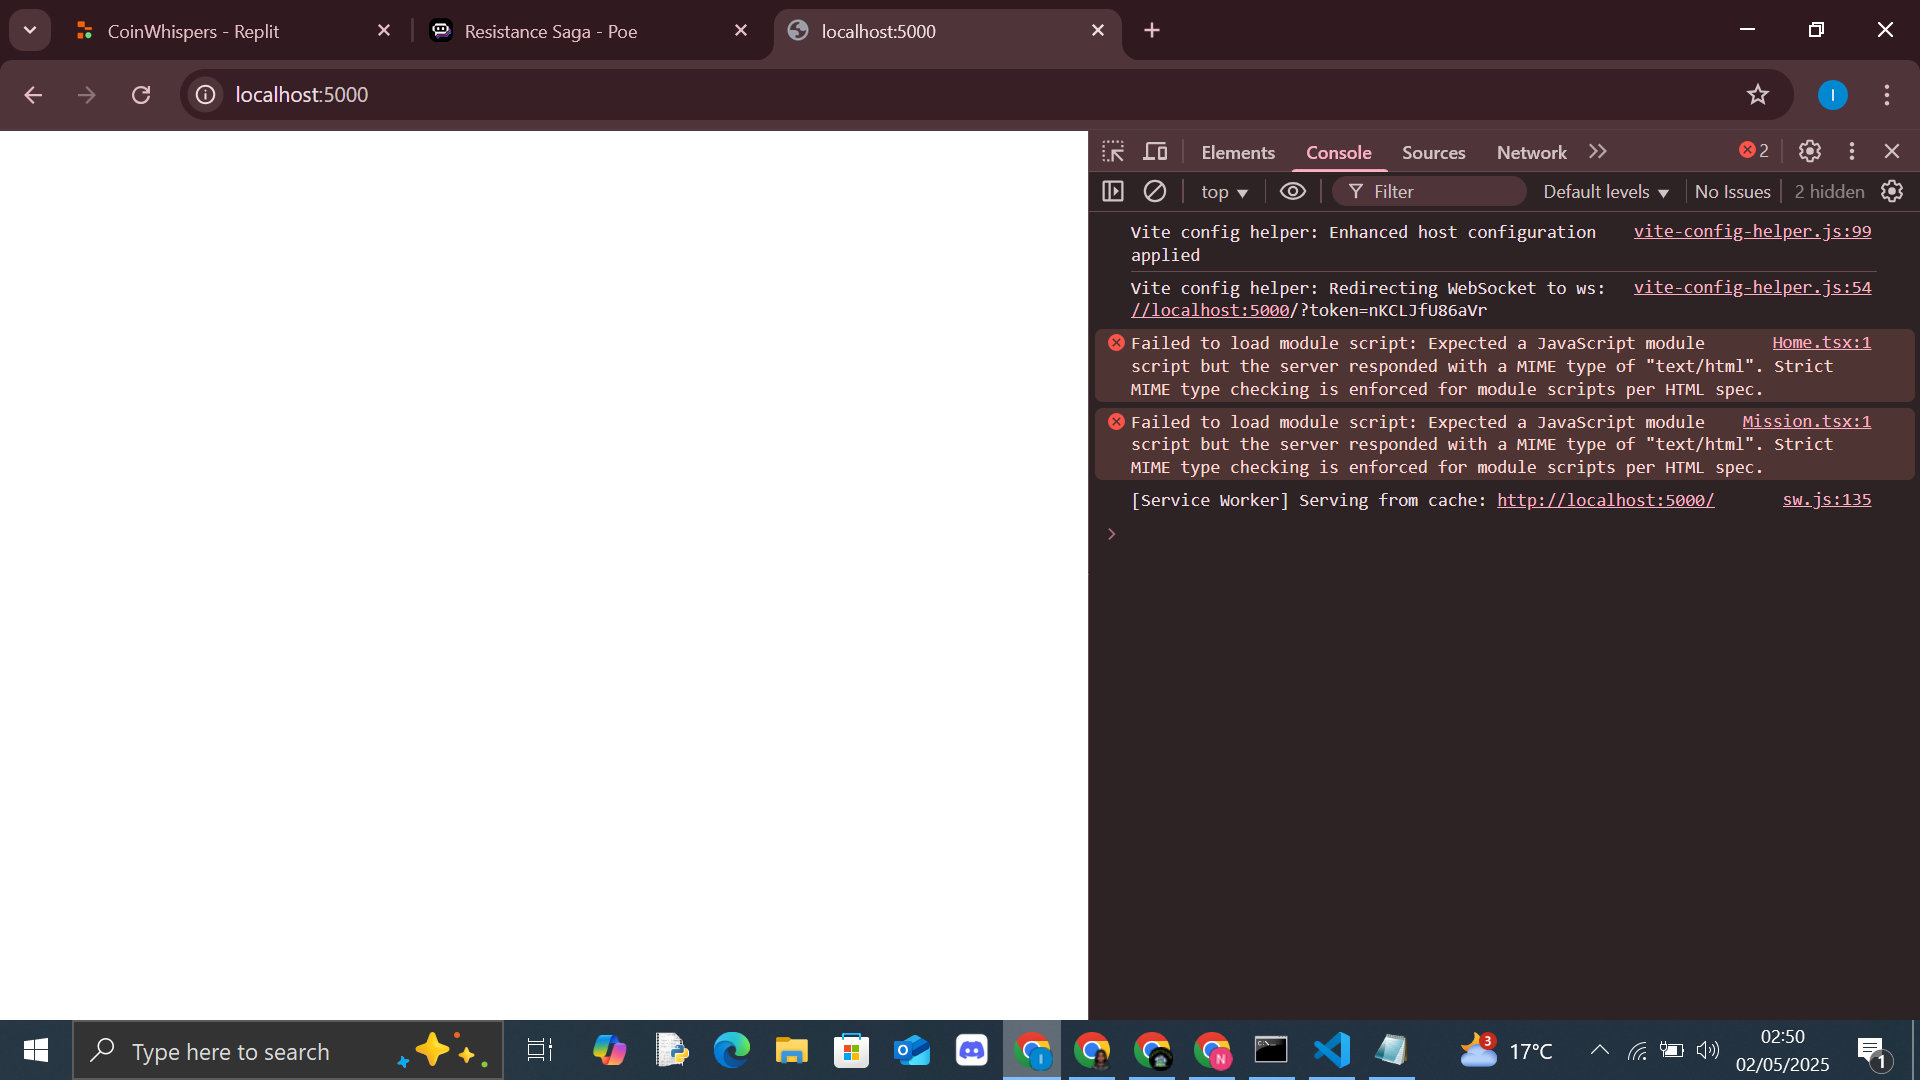 CoinWhispers - Replit
Resistance Saga - Poe
localhost:5000
localhost:5000
I
Elements Console Sources Network 2
top Filter Default levels No Issues 2 hidden
Vite config helper: Enhanced host configuration vite-config-helper.js:99
applied
Vite config helper: Redirecting WebSocket to ws: vite-config-helper.js:54
//localhost:5000/?token=nKCLJfU86aVr
Failed to load module script: Expected a JavaScript module Home.tsx:1
script but the server responded with a MIME type of "text/html". Strict
MIME type checking is enforced for module scripts per HTML spec.
Failed to load module script: Expected a JavaScript module Mission.tsx:1
script but the server responded with a MIME type of "text/html". Strict
MIME type checking is enforced for module scripts per HTML spec.
[Service Worker] Serving from cache: http://localhost:5000/ sw.js:135
Type here to search
I
N
3
17°C
02:50
02/05/2025
1